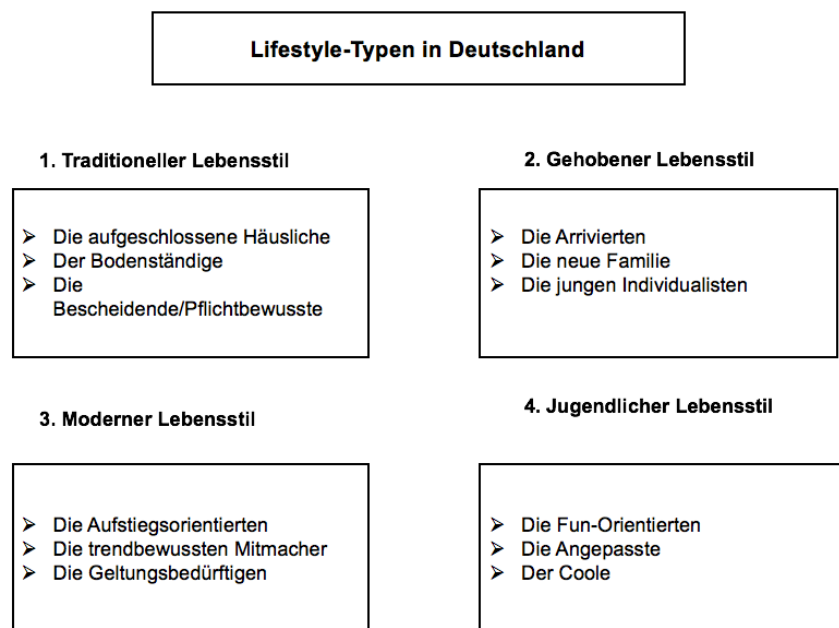 Lifestyle-Typen in Deutschland
1. Traditioneller Lebensstil
➢ Die aufgeschlossene Häusliche
➢ Der Bodenständige
➢ Die
Bescheidende/Pflichtbewusste
2. Gehobener Lebensstil
➢ Die Arrivierten
➢ Die neue Familie
➢ Die jungen Individualisten
3. Moderner Lebensstil
➢ Die Aufstiegsorientierten
➢ Die trendbewussten Mitmacher
➢ Die Geltungsbedürftigen
4. Jugendlicher Lebensstil
➢ Die Fun-Orientierten
➢ Die Angepasste
➢ Der Coole